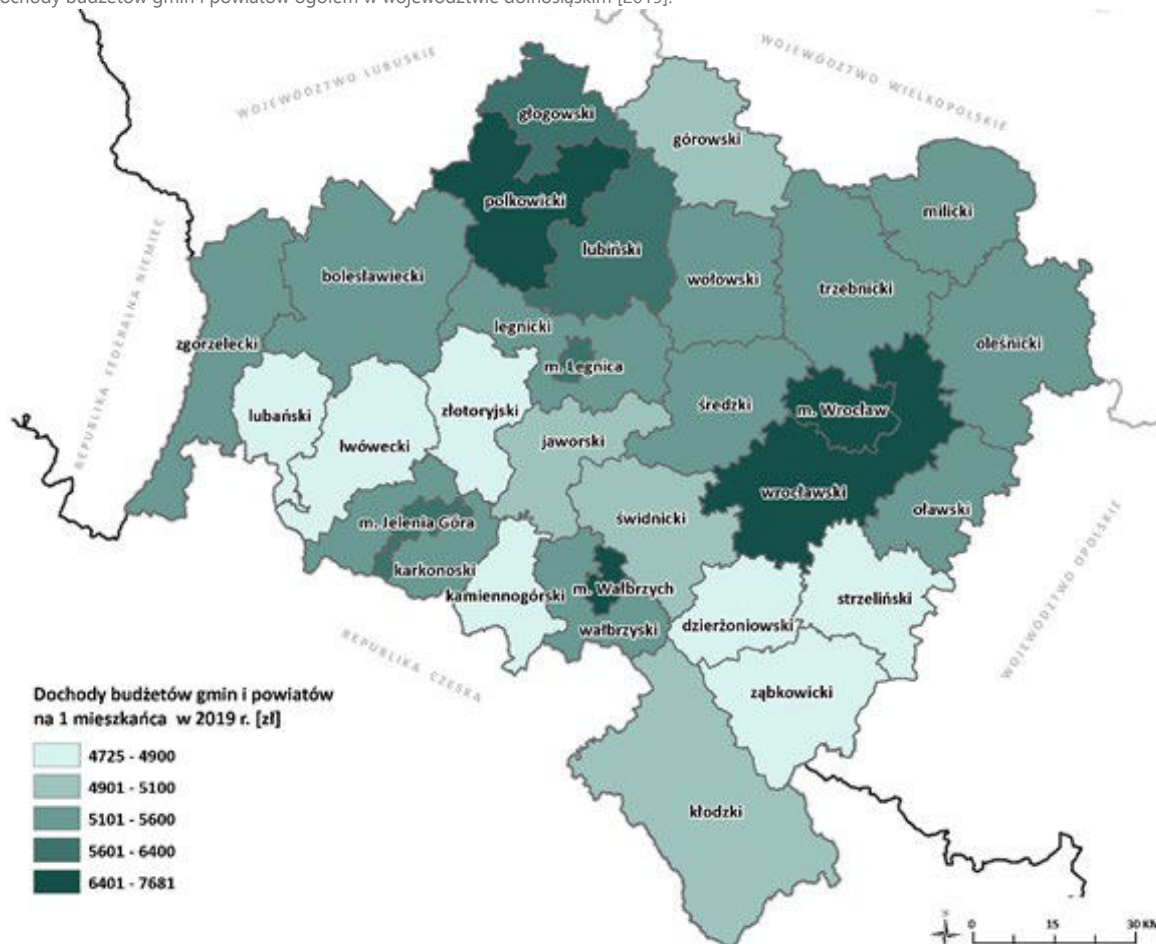 dochody budżetów gmin i powiatów ogółem w województwie dolnośląskim [2019].
WOJEWÓDZTWO LUBUSKIE
WOJEWÓDZTWO WIELKOPOLSKIE
głogowski
górowski
polkowicki
milicki
lubiński
bolesławiecki
wołowski
trzebnicki
REPUBLIKA FEDERALNA NIEMIEC
legnicki
zgorzelecki
oleśnicki
m. Legnica
lubański
złotoryjski
średzki
m. Wrocław
lwówecki
jaworski
wrocławski
oławski
m. Jelenia Góra
świdnicki
karkonoski
kamiennogórski
m. Wałbrzych
strzeliński
wałbrzyski
dzierżoniowski
WOJEWÓDZTWO OPOLSKIE
REPUBLIKA CZESKA
ząbkowicki
kłodzki
Dochody budżetów gmin i powiatów
na 1 mieszkańca w 2019 r. [zł]
4725 - 4900
4901 - 5100
5101 - 5600
5601 - 6400
6401 - 7681
0 15 30